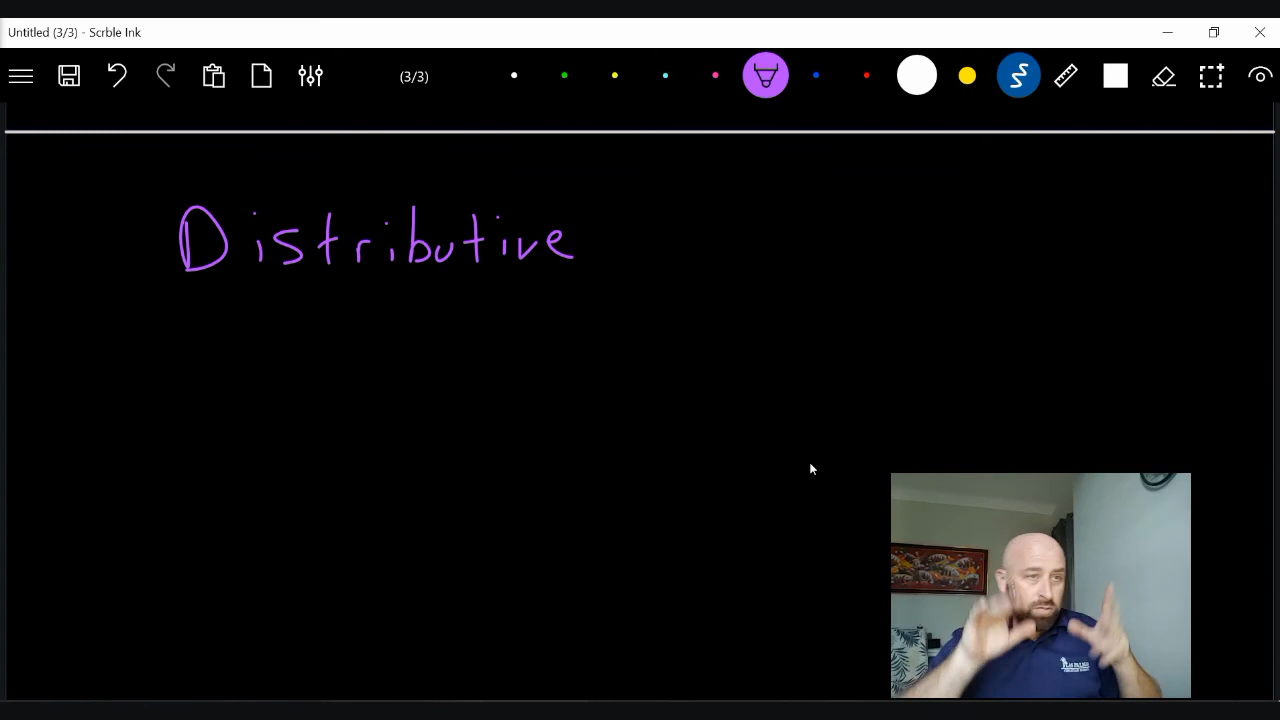 Untitled (3/3) - Scrble Ink
(3/3)
Distributive